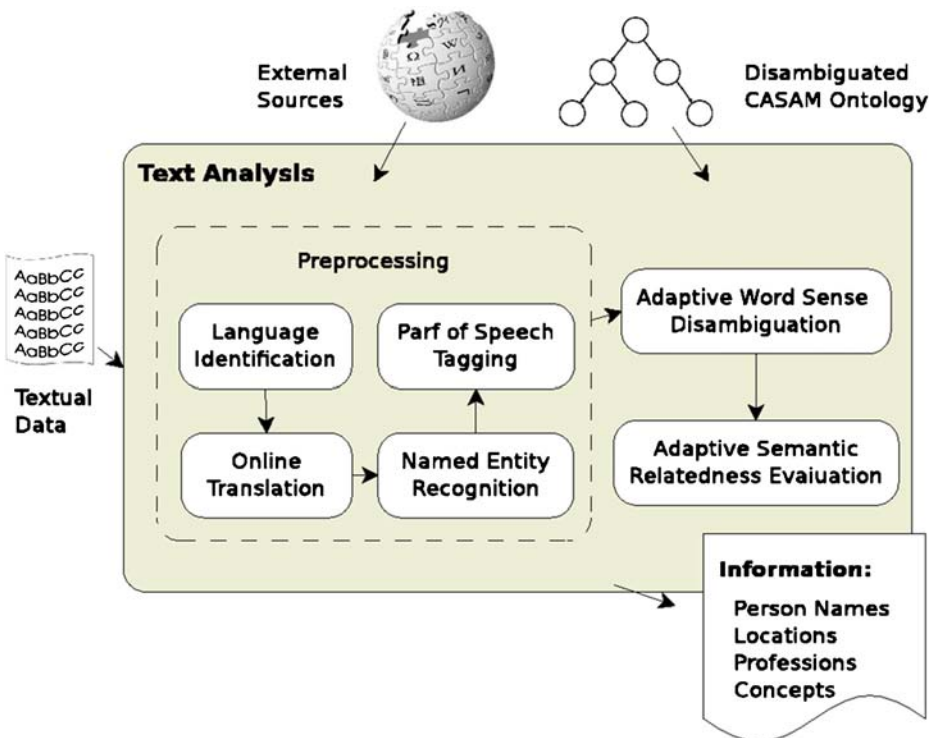 External
Sources
Disambiguated
CASAM Ontology
Text Analysis
AaBbCc
AaBbCc
AaBbCc
AaBbCc
AaBbCc
Textual
Data
Preprocessing
Language
Identification
Parf of Speech
Tagging
Online
Translation
Named Entity
Recognition
Adaptive Word Sense
Disambiguation
Adaptive Semantic
Relatedness Evaiuation
Information:
Person Names
Locations
Professions
Concepts